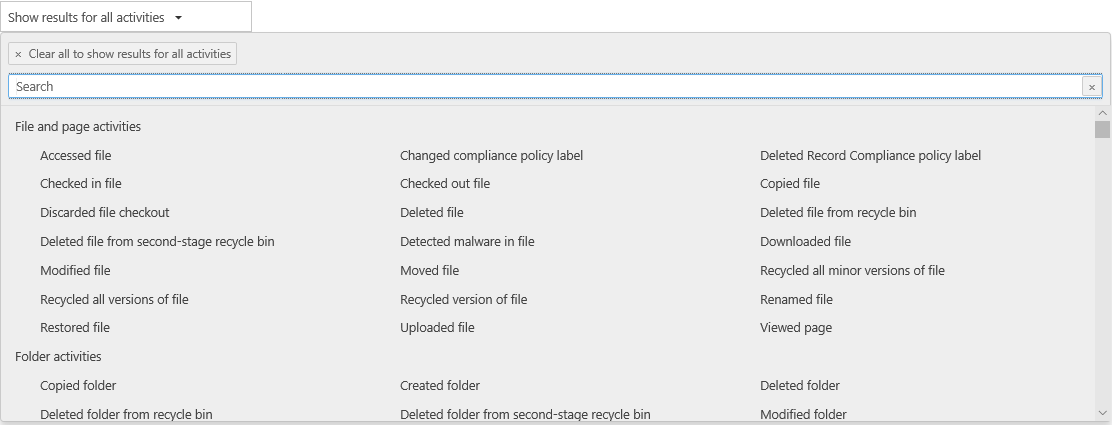 Show results for all activities
× Clear all to show results for all activities
Search ×
File and page activities
Accessed file Changed compliance policy label Deleted Record Compliance policy label
Checked in file Checked out file Copied file
Discarded file checkout Deleted file Deleted file from recycle bin
Deleted file from second-stage recycle bin Detected malware in file Downloaded file
Modified file Moved file Recycled all minor versions of file
Recycled all versions of file Recycled version of file Renamed file
Restored file Uploaded file Viewed page
Folder activities
Copied folder Created folder Deleted folder
Deleted folder from recycle bin Deleted folder from second-stage recycle bin Modified folder